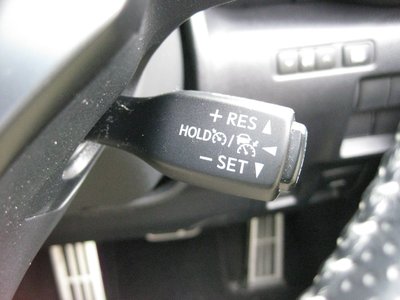 + RES ▲
HOLD / ◀
− SET ▼